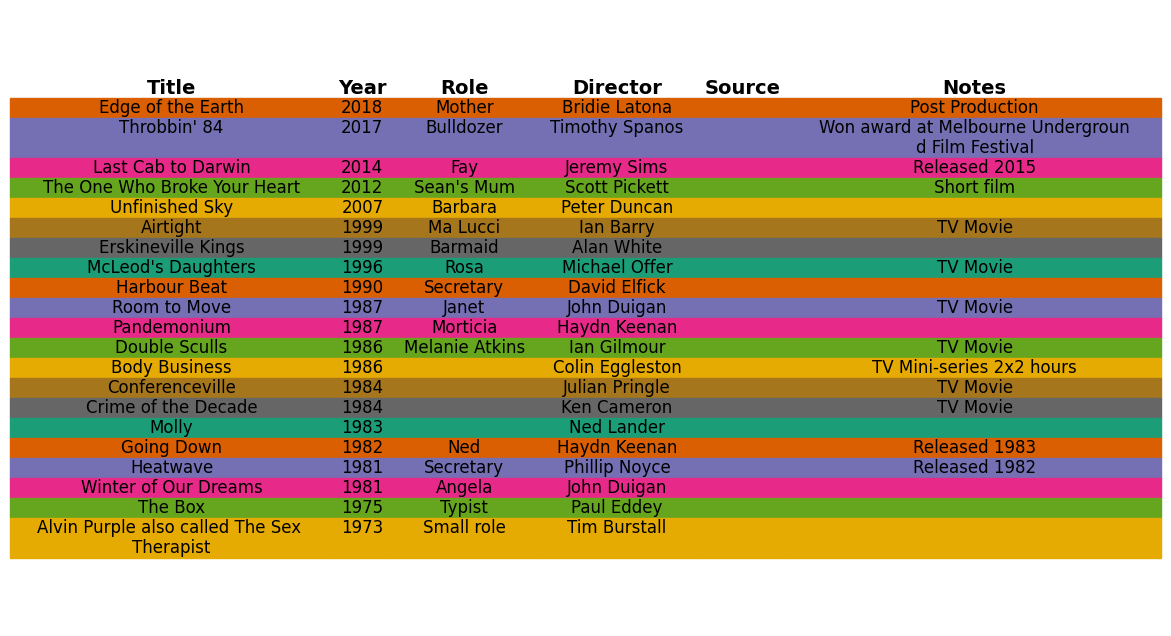 Title Year Role Director Source Notes
Edge of the Earth 2018 Mother Bridie Latona Post Production
Throbbin' 84 2017 Bulldozer Timothy Spanos Won award at Melbourne Undergroun
d Film Festival
Last Cab to Darwin 2014 Fay Jeremy Sims Released 2015
The One Who Broke Your Heart 2012 Sean's Mum Scott Pickett Short film
Unfinished Sky 2007 Barbara Peter Duncan
Airtight 1999 Ma Lucci Ian Barry TV Movie
Erskineville Kings 1999 Barmaid Alan White
McLeod's Daughters 1996 Rosa Michael Offer TV Movie
Harbour Beat 1990 Secretary David Elfick
Room to Move 1987 Janet John Duigan TV Movie
Pandemonium 1987 Morticia Haydn Keenan
Double Sculls 1986 Melanie Atkins Ian Gilmour TV Movie
Body Business 1986 Colin Eggleston TV Mini-series 2x2 hours
Conferenceville 1984 Julian Pringle TV Movie
Crime of the Decade 1984 Ken Cameron TV Movie
Molly 1983 Ned Lander
Going Down 1982 Ned Haydn Keenan Released 1983
Heatwave 1981 Secretary Phillip Noyce Released 1982
Winter of Our Dreams 1981 Angela John Duigan
The Box 1975 Typist Paul Eddey
Alvin Purple also called The Sex 1973 Small role Tim Burstall
Therapist